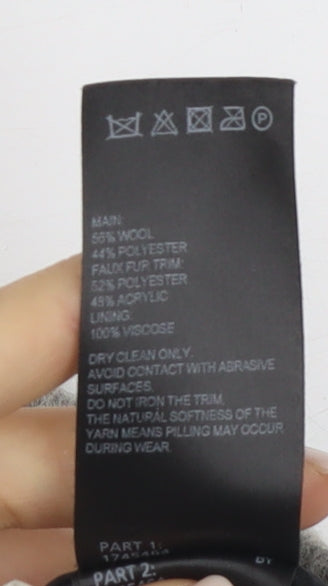 MAIN:
56% WOOL
44% POLYESTER
FAUX FUR TRIM:
52% POLYESTER
48% ACRYLIC
LINING:
100% VISCOSE
DRY CLEAN ONLY.
AVOID CONTACT WITH ABRASIVE
SURFACES.
DO NOT IRON THE TRIM.
THE NATURAL SOFTNESS OF THE
YARN MEANS PILLING MAY OCCUR
DURING WEAR.
PART 1:
BY
PART 2: